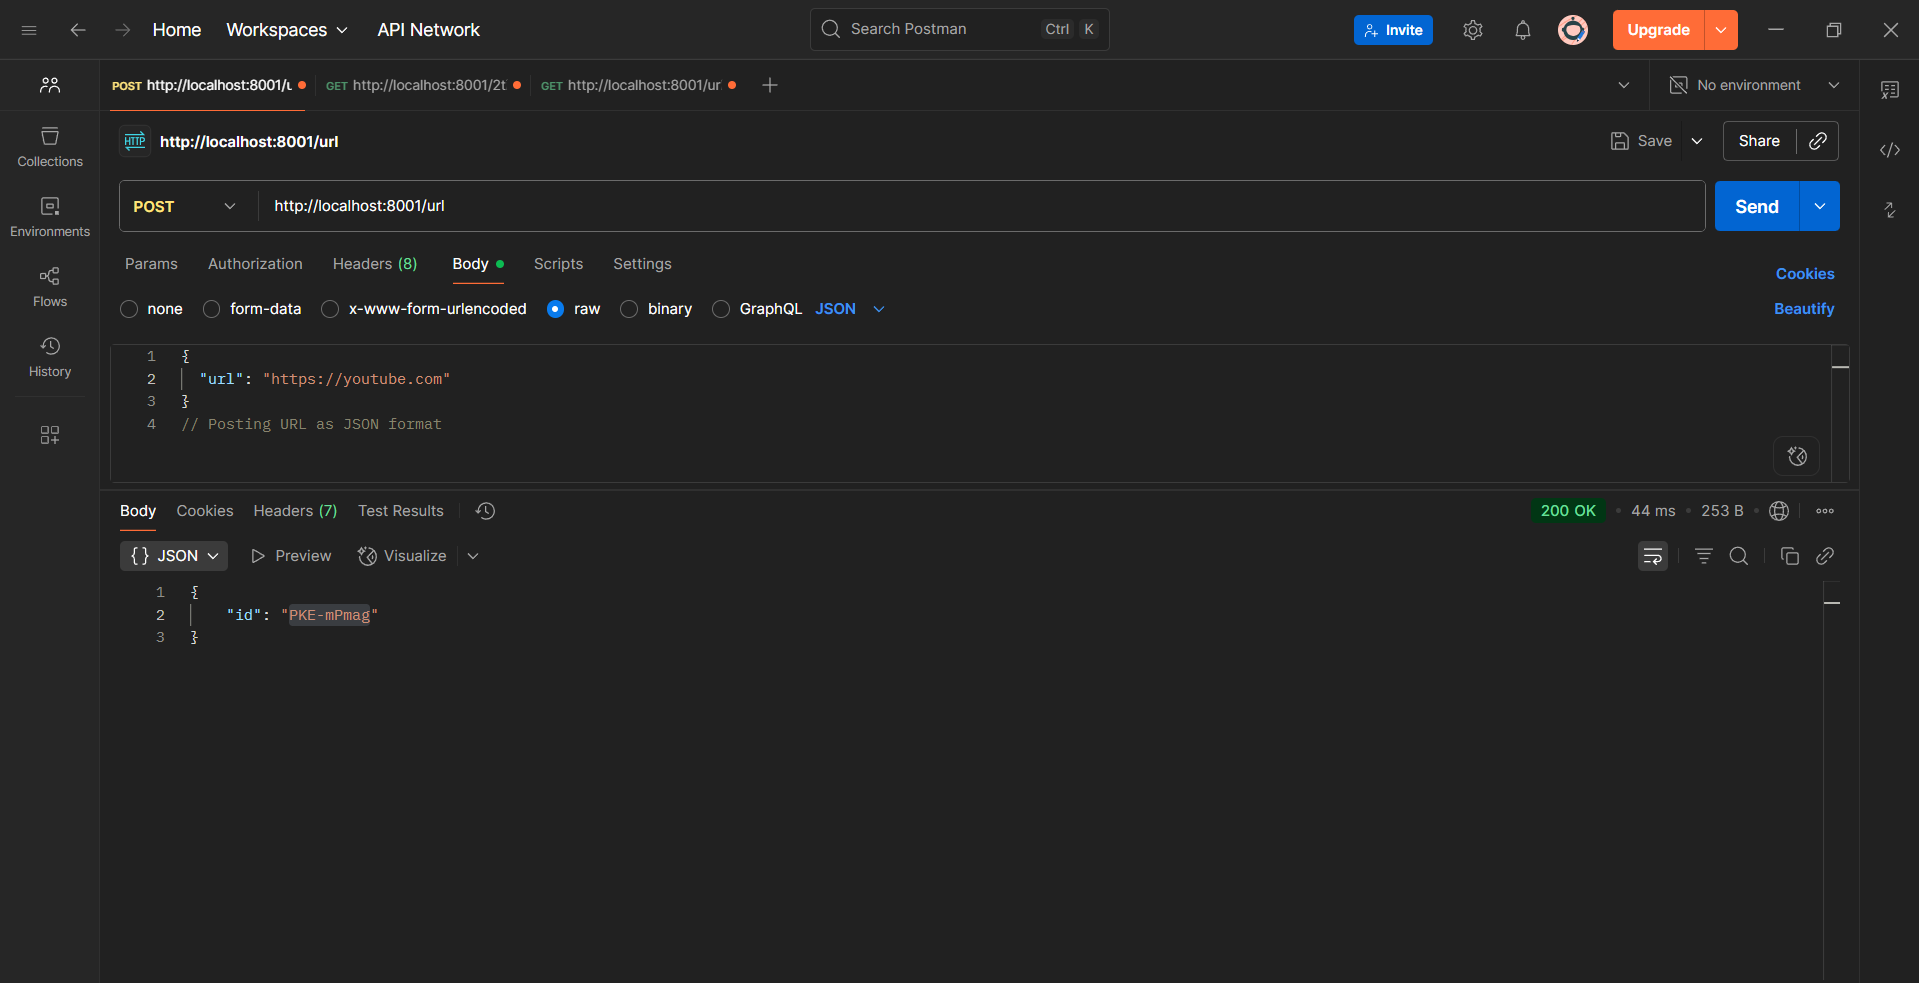 Home Workspaces API Network Search Postman Ctrl K Invite Upgrade
POST http://localhost:8001/u GET http://localhost:8001/2t GET http://localhost:8001/ur No environment
HTTP http://localhost:8001/url Save Share
Collections
POST http://localhost:8001/url Send
Environments
Params Authorization Headers (8) Body Scripts Settings Cookies
Flows
none form-data x-www-form-urlencoded raw binary GraphQL JSON Beautify
History
1 {
2 "url": "https://youtube.com"
3 }
4 // Posting URL as JSON format
Body Cookies Headers (7) Test Results 200 OK • 44 ms • 253 B
{} JSON Preview Visualize
1 {
2 "id": "PKE-mPmag"
3 }